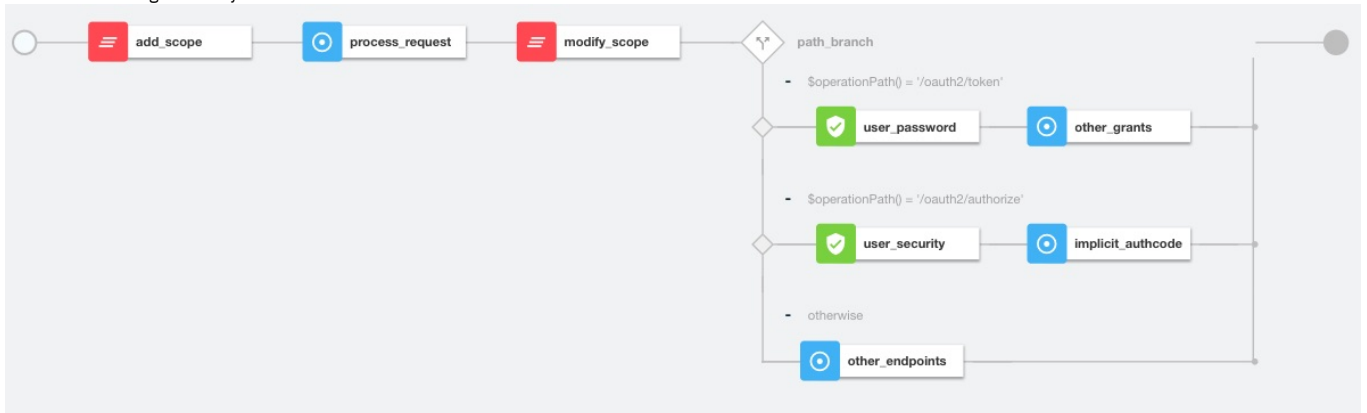 add_scope
process_request
modify_scope
path_branch
- $operationPath() = '/oauth2/token'
user_password
other_grants
- $operationPath() = '/oauth2/authorize'
user_security
implicit_authcode
- otherwise
other_endpoints